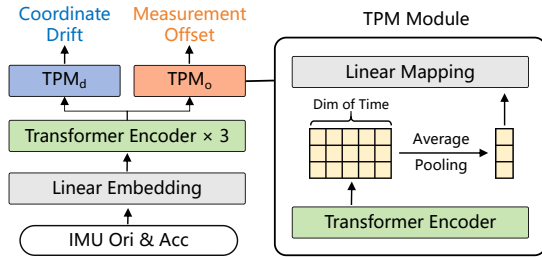 Coordinate
Drift
Measurement
Offset
TPMd
TPMo
Transformer Encoder × 3
Linear Embedding
IMU Ori & Acc
TPM Module
Linear Mapping
Dim of Time
Average
Pooling
Transformer Encoder